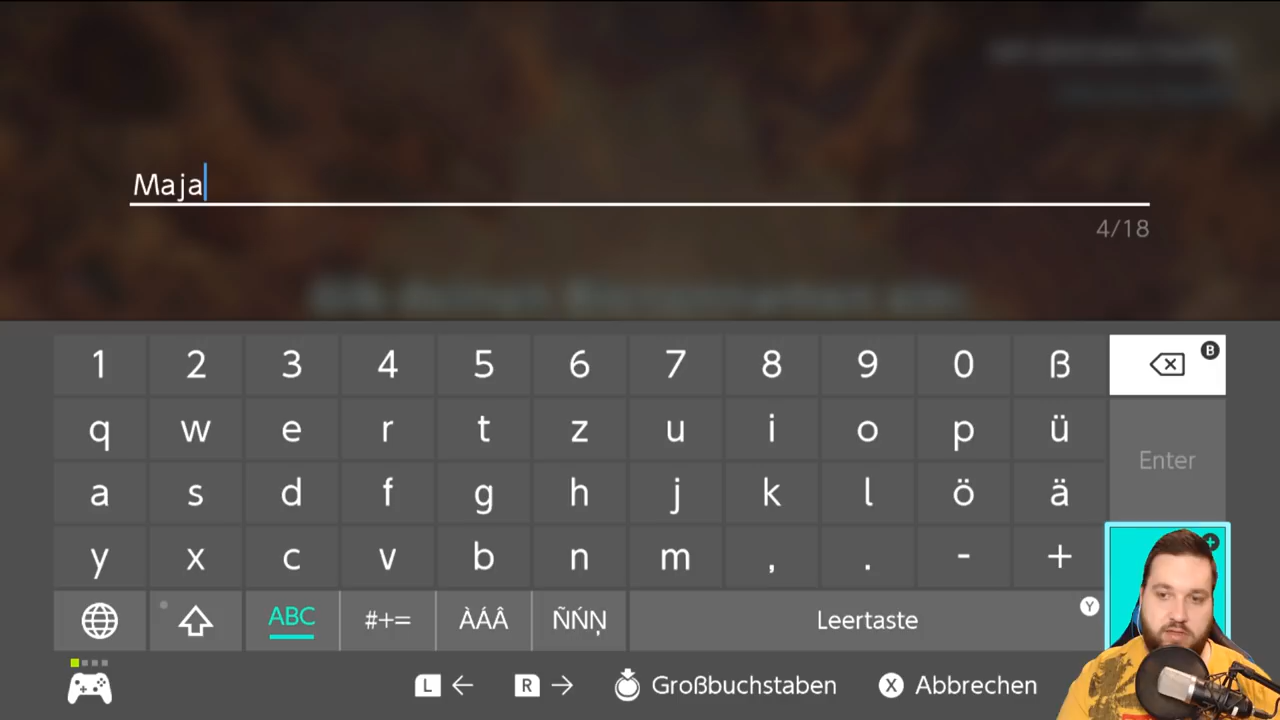 Maja
4/18
1 2 3 4 5 6 7 8 9 0 ß B
q w e r t z u i o p ü
Enter
a s d f g h j k l ö ä
y x c v b n m , . - + +
ABC #+= ÀÁÂ ÑŃŅ Leertaste Y
L ← R → Großbuchstaben X Abbrechen